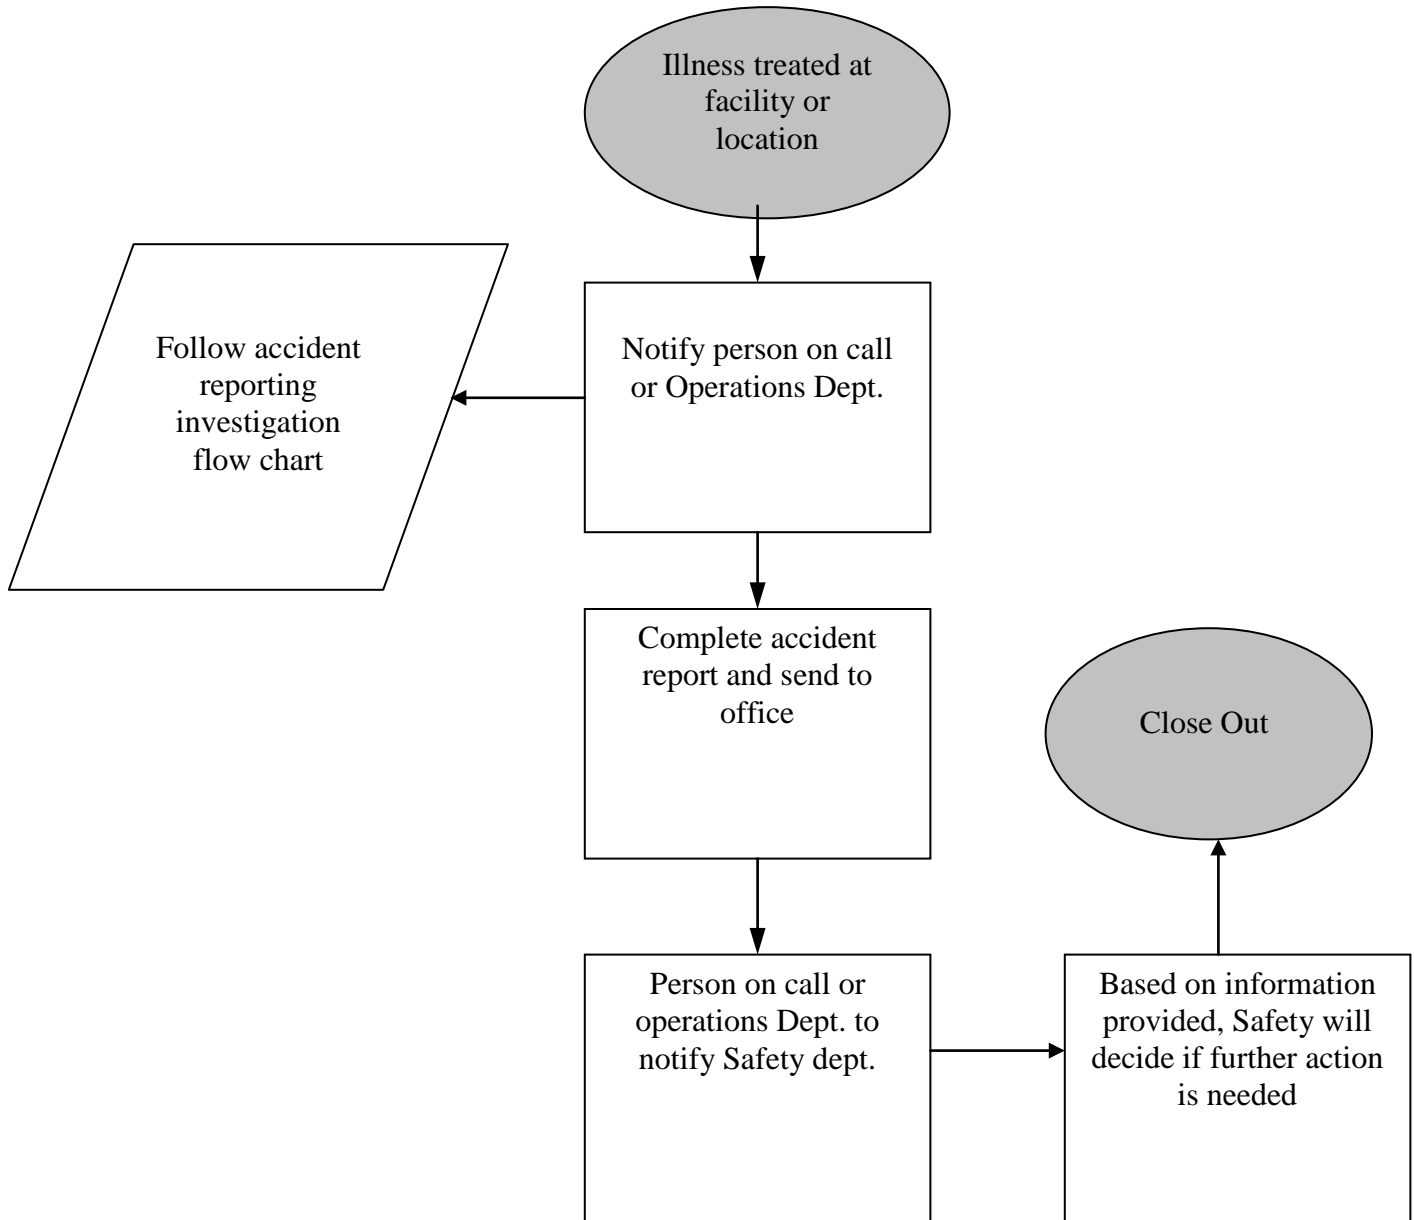 Illness treated at
facility or
location
Follow accident
reporting
investigation
flow chart
Notify person on call
or Operations Dept.
Complete accident
report and send to
office
Close Out
Person on call or
operations Dept. to
notify Safety dept.
Based on information
provided, Safety will
decide if further action
is needed